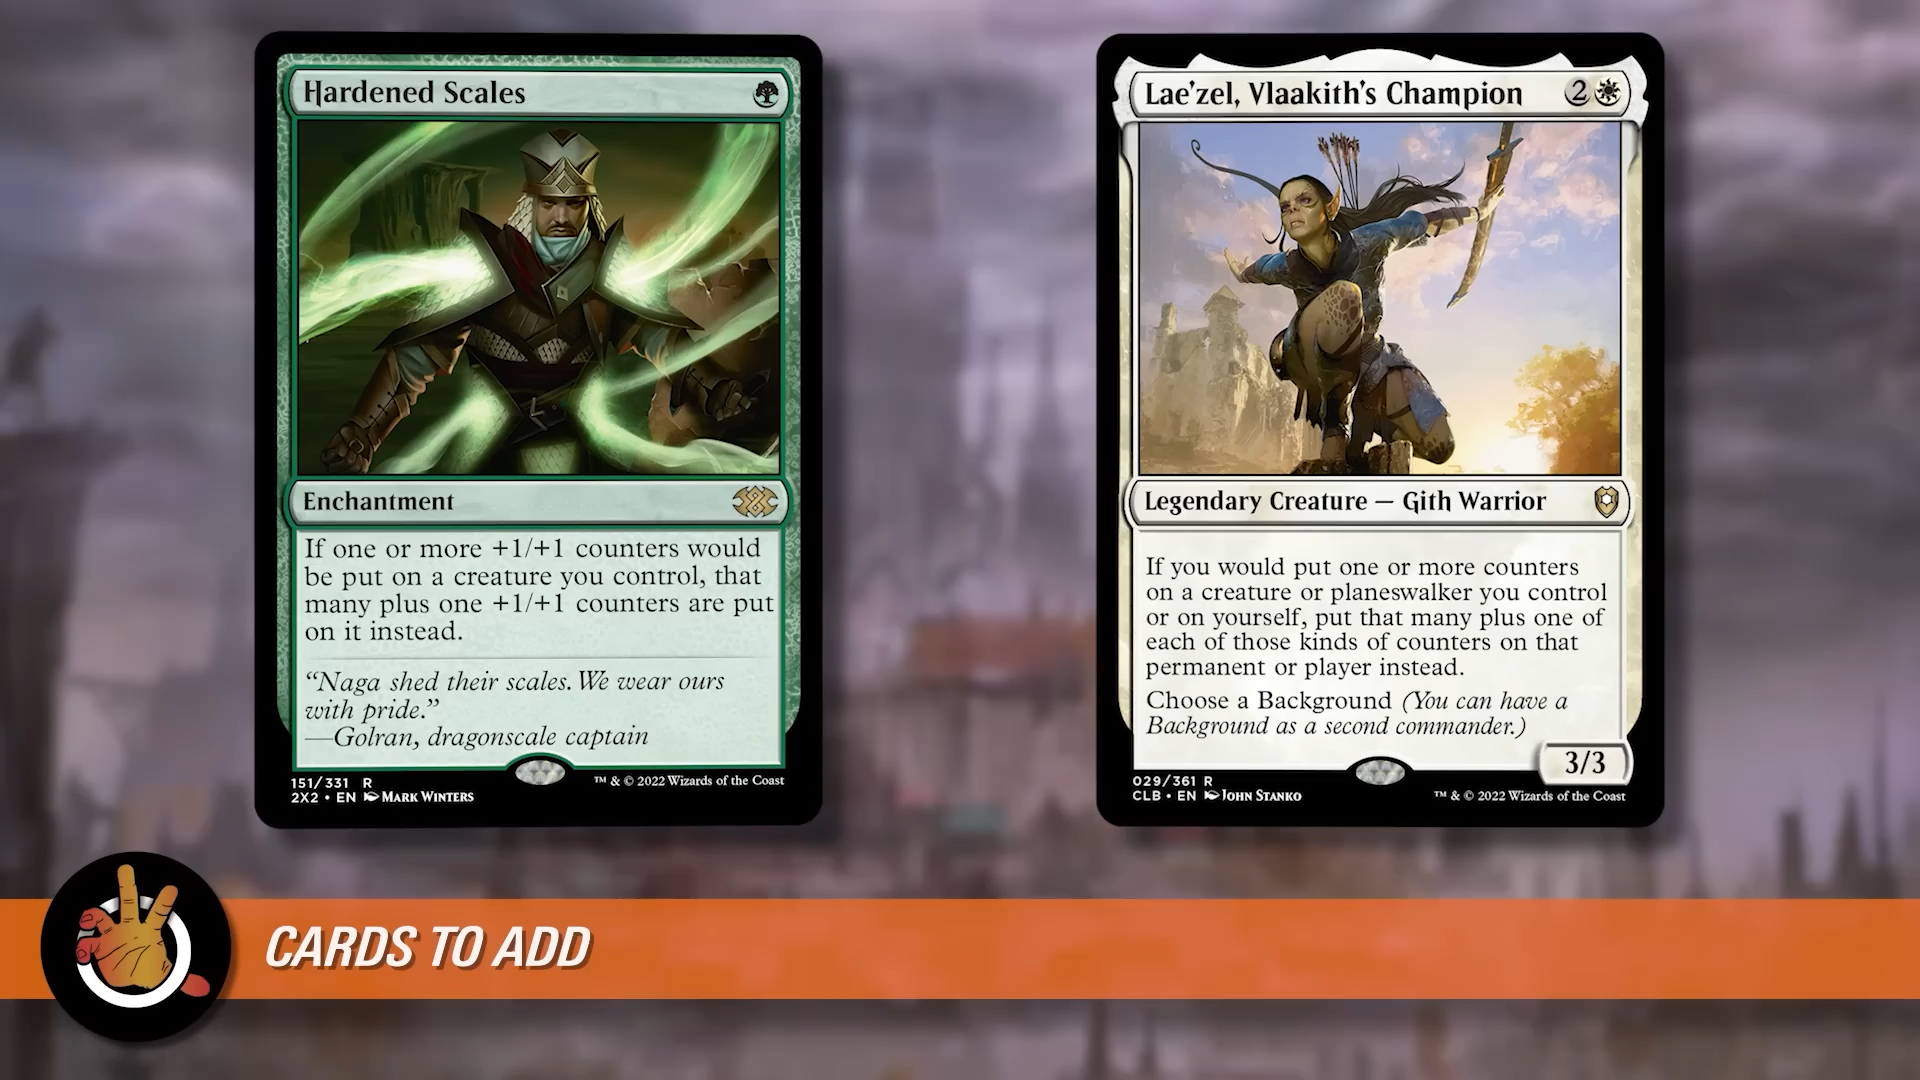 Hardened Scales
Enchantment
If one or more +1/+1 counters would
be put on a creature you control, that
many plus one +1/+1 counters are put
on it instead.
“Naga shed their scales. We wear ours
with pride.”
—Golran, dragonscale captain
151/331 R
2X2 • EN Mark Winters
™ & © 2022 Wizards of the Coast
Lae’zel, Vlaakith’s Champion 2
Legendary Creature — Gith Warrior
If you would put one or more counters
on a creature or planeswalker you control
or on yourself, put that many plus one of
each of those kinds of counters on that
permanent or player instead.
Choose a Background (You can have a
Background as a second commander.)
3/3
029/361 R
CLB • EN John Stanko
™ & © 2022 Wizards of the Coast
CARDS TO ADD